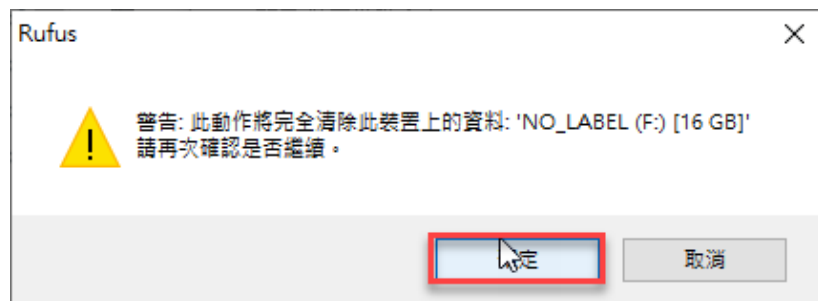 Rufus
警告: 此動作將完全清除此裝置上的資料: 'NO_LABEL (F:) [16 GB]'
請再次確認是否繼續。
定 取消